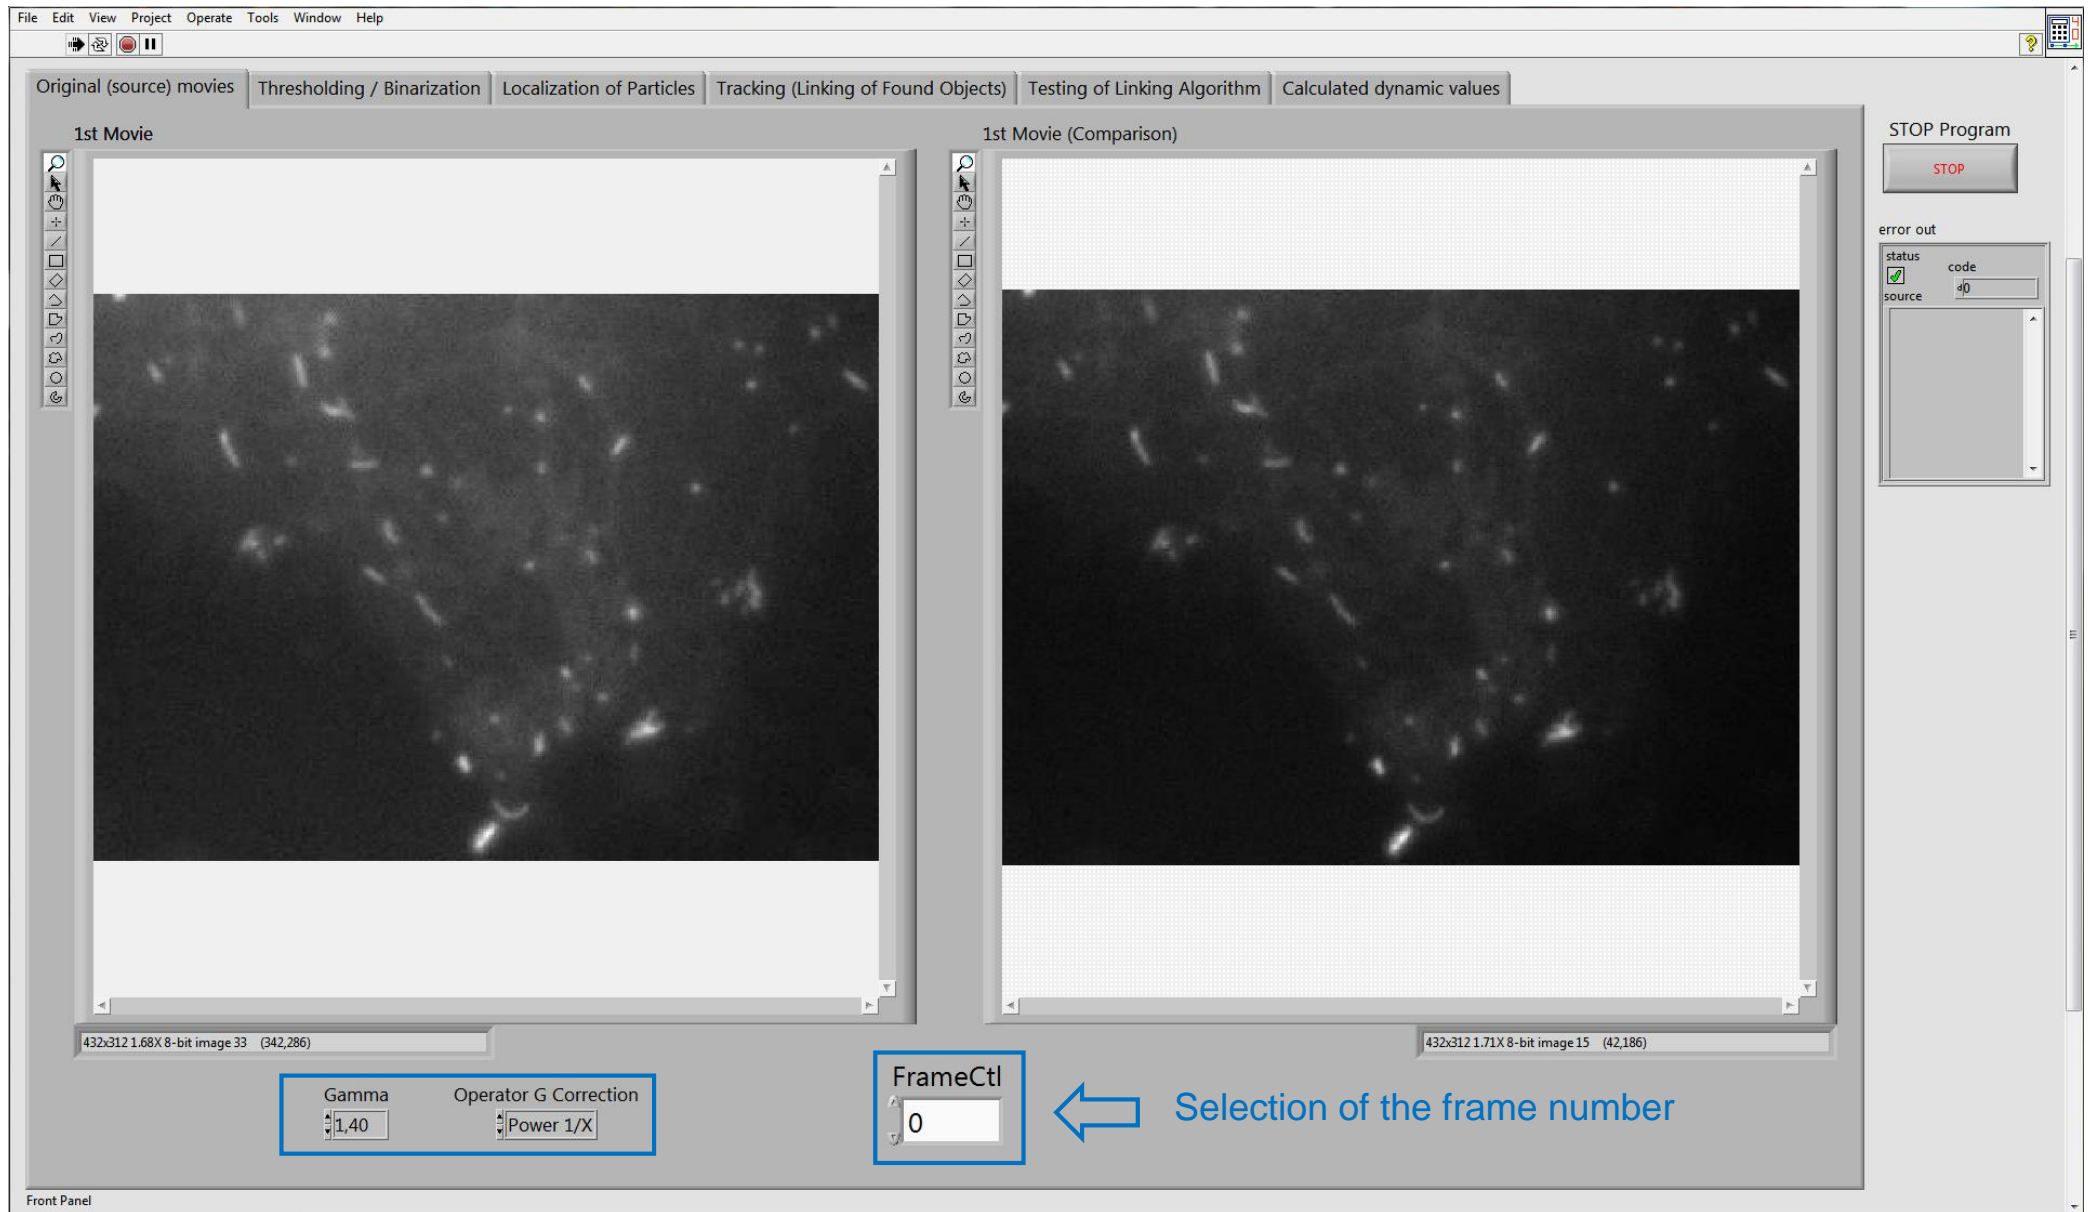 File Edit View Project Operate Tools Window Help
Original (source) movies
Thresholding / Binarization
Localization of Particles
Tracking (Linking of Found Objects)
Testing of Linking Algorithm
Calculated dynamic values
1st Movie
1st Movie (Comparison)
STOP Program
STOP
error out
status
code
d0
source
432x312 1.68X 8-bit image 33 (342,286)
432x312 1.71X 8-bit image 15 (42,186)
Gamma
1,40
Operator G Correction
Power 1/X
FrameCtl
0
Selection of the frame number
Front Panel